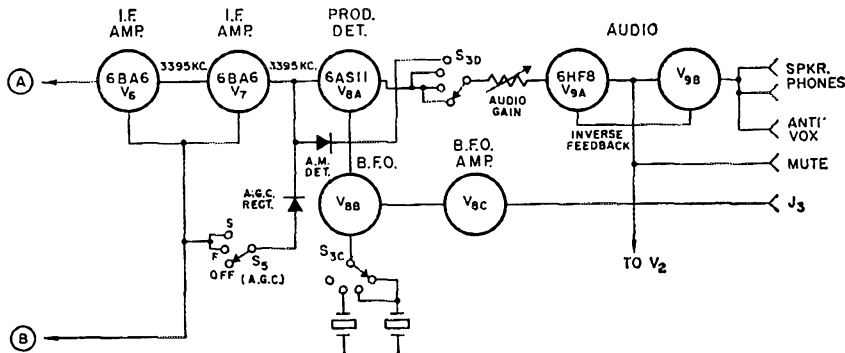 I.F. AMP.
I.F. AMP.
PROD. DET.
AUDIO
A
6BA6 V6
3395KC.
6BA6 V7
3395KC.
6AS11 V8A
S3D
AUDIO GAIN
6HF8 V9A
V9B
SPKR.
PHONES
ANTI' VOX
INVERSE FEEDBACK
MUTE
A.M. DET.
B.F.O.
B.F.O. AMP.
A.G.C. RECT.
V8B
V8C
J3
S
F
OFF
S5
(A.G.C)
S3C
TO V2
B